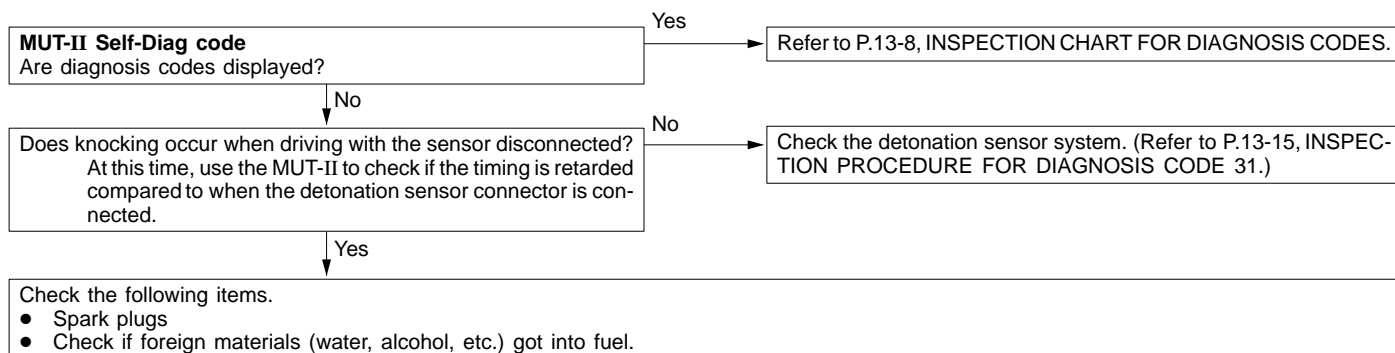 MUT-II Self-Diag code
Are diagnosis codes displayed?
Yes
Refer to P.13-8, INSPECTION CHART FOR DIAGNOSIS CODES.
No
Does knocking occur when driving with the sensor disconnected?
At this time, use the MUT-II to check if the timing is retarded
compared to when the detonation sensor connector is con-
nected.
No
Check the detonation sensor system. (Refer to P.13-15, INSPEC-
TION PROCEDURE FOR DIAGNOSIS CODE 31.)
Yes
Check the following items.
● Spark plugs
● Check if foreign materials (water, alcohol, etc.) got into fuel.